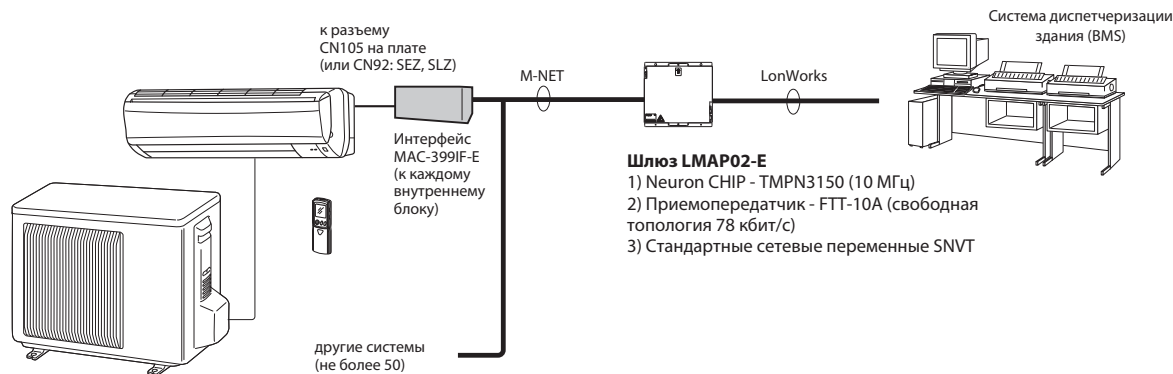 к разъему
CN105 на плате
(или CN92: SEZ, SLZ)
M-NET
LonWorks
Система диспетчеризации
здания (BMS)
Интерфейс
MAC-399IF-E
(к каждому
внутреннему
блоку)
Шлюз LMAP02-E
1) Neuron CHIP - TMPN3150 (10 МГц)
2) Приемопередатчик - FTT-10A (свободная
топология 78 кбит/с)
3) Стандартные сетевые переменные SNVT
другие системы
(не более 50)